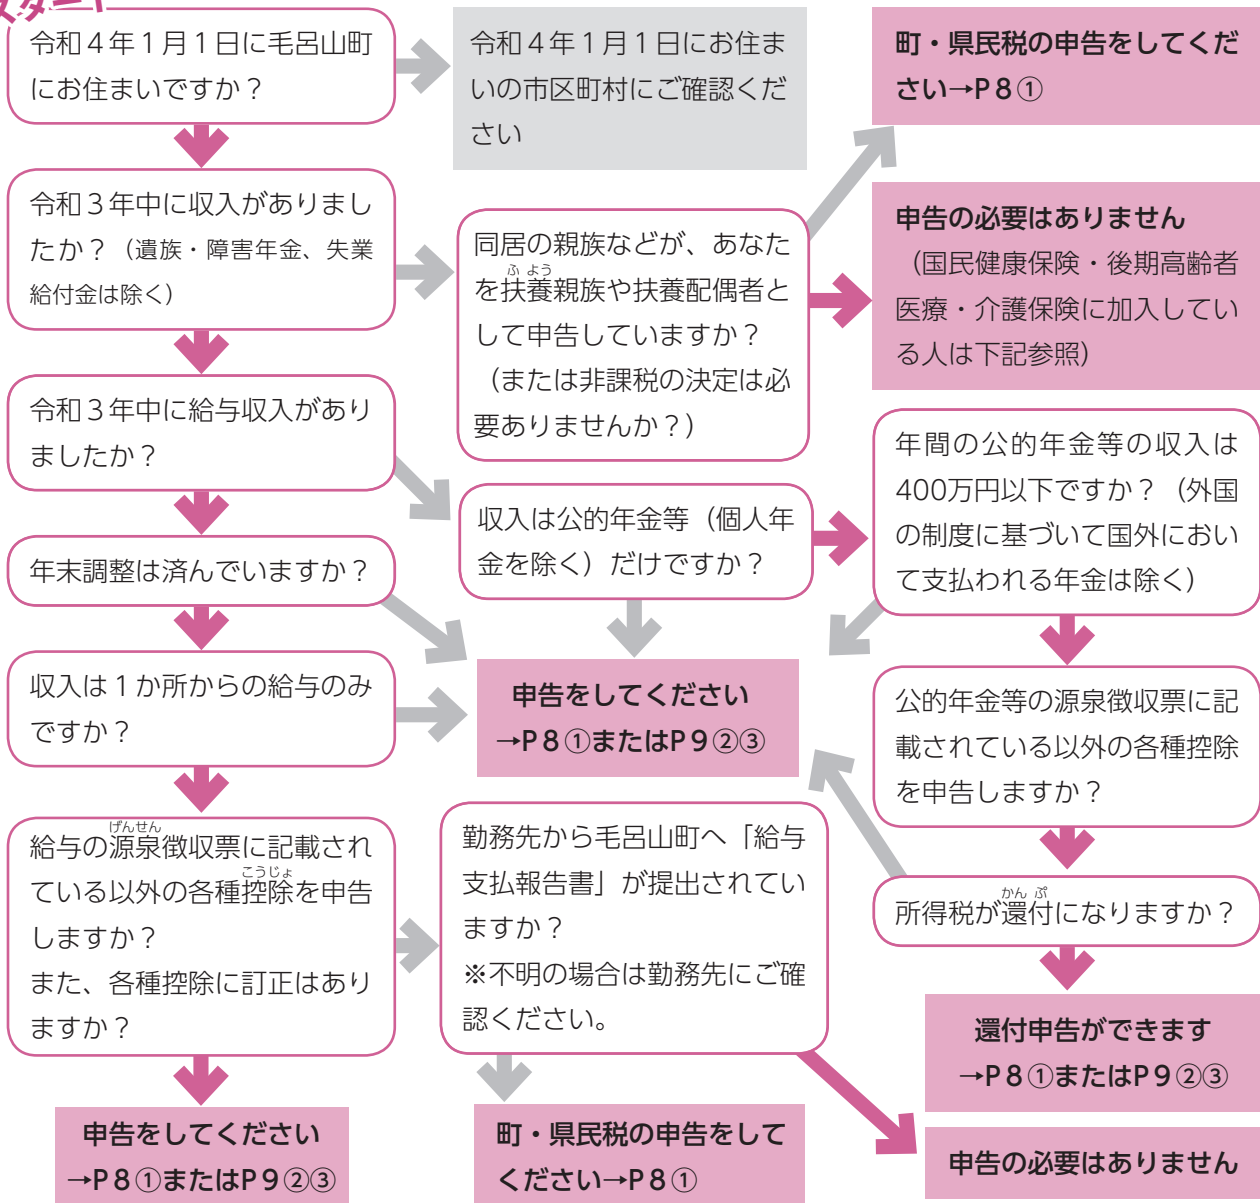 スタート
令和４年１月１日に毛呂山町
にお住まいですか？
令和４年１月１日にお住ま
いの市区町村にご確認くだ
さい
町・県民税の申告をしてくだ
さい→P８①
令和３年中に収入がありまし
たか？（遺族・障害年金、失業
給付金は除く）
同居の親族などが、あなた
ふ よう
を扶養親族や扶養配偶者と
して申告していますか？
（または非課税の決定は必
要ありませんか？）
申告の必要はありません
（国民健康保険・後期高齢者
医療・介護保険に加入してい
る人は下記参照）
令和３年中に給与収入があり
ましたか？
収入は公的年金等（個人年
金を除く）だけですか？
年間の公的年金等の収入は
400万円以下ですか？（外国
の制度に基づいて国外におい
て支払われる年金は除く）
年末調整は済んでいますか？
収入は１か所からの給与のみ
ですか？
申告をしてください
→P８①またはP９②③
公的年金等の源泉徴収票に記
載されている以外の各種控除
を申告しますか？
げんせん
給与の源泉徴収票に記載され
こうじょ
ている以外の各種控除を申告
しますか？
また、各種控除に訂正はあり
ますか？
勤務先から毛呂山町へ「給与
支払報告書」が提出されてい
ますか？
※不明の場合は勤務先にご確
認ください。
かん ぷ
所得税が還付になりますか？
還付申告ができます
→P８①またはP９②③
申告をしてください
→P８①またはP９②③
町・県民税の申告をして
ください→P８①
申告の必要はありません